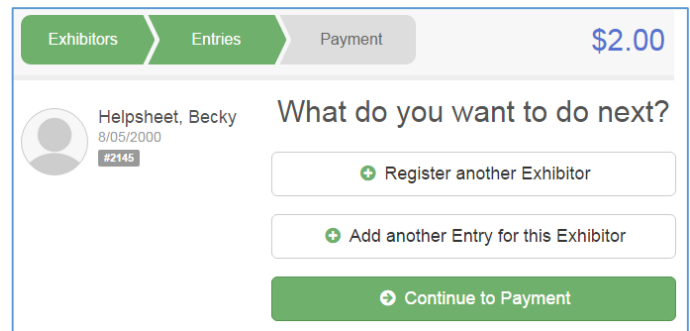 Exhibitors Entries Payment $2.00
Helpsheet, Becky
8/05/2000
#2145
What do you want to do next?
Register another Exhibitor
Add another Entry for this Exhibitor
Continue to Payment